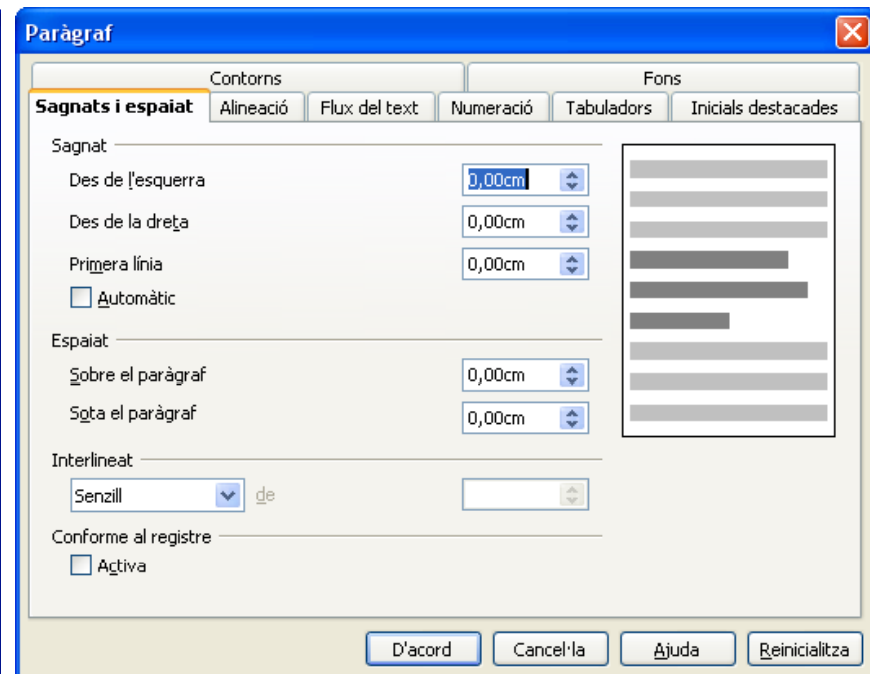 Paràgraf
Contorns Fons
Sagnats i espaiat Alineació Flux del text Numeració Tabuladors Inicials destacades
Sagnat
Des de l'esquerra 0,00cm
Des de la dreta 0,00cm
Primera línia 0,00cm
Automàtic
Espaiat
Sobre el paràgraf 0,00cm
Sota el paràgraf 0,00cm
Interlineat
Senzill de
Conforme al registre
Activa
D'acord Cancel·la Ajuda Reinicialitza